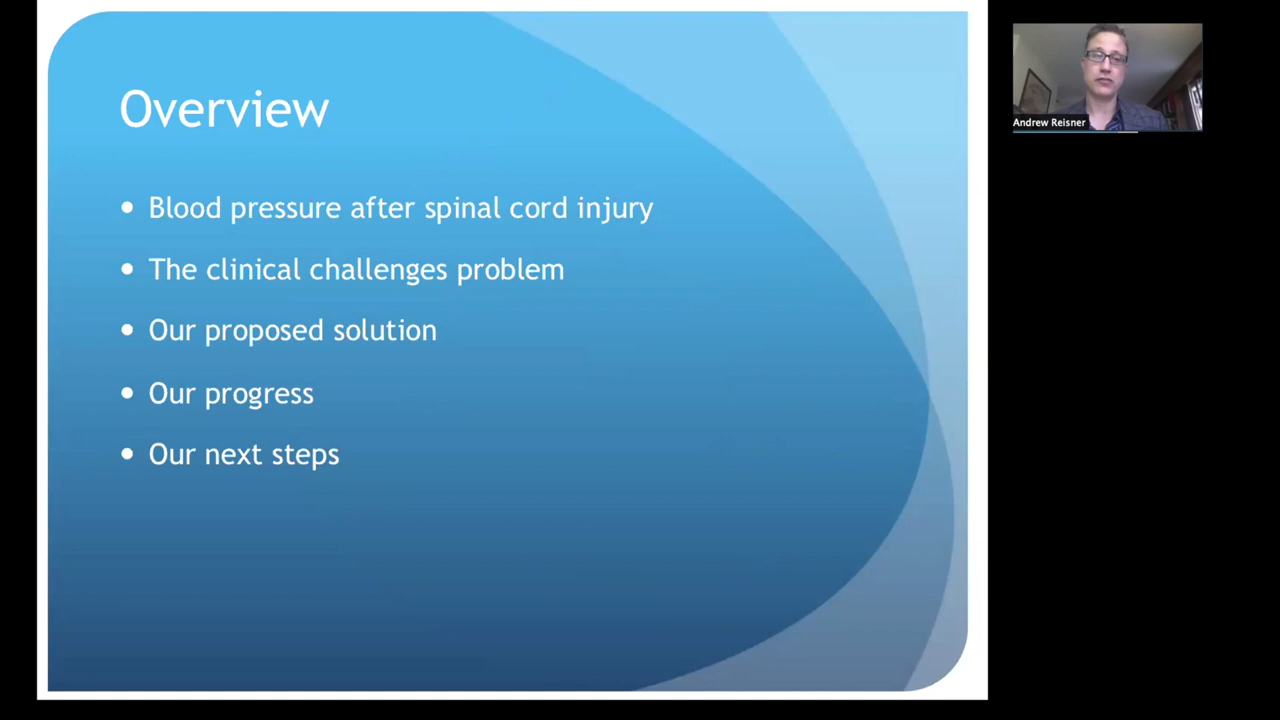 Overview
• Blood pressure after spinal cord injury
• The clinical challenges problem
• Our proposed solution
• Our progress
• Our next steps
Andrew Reisner